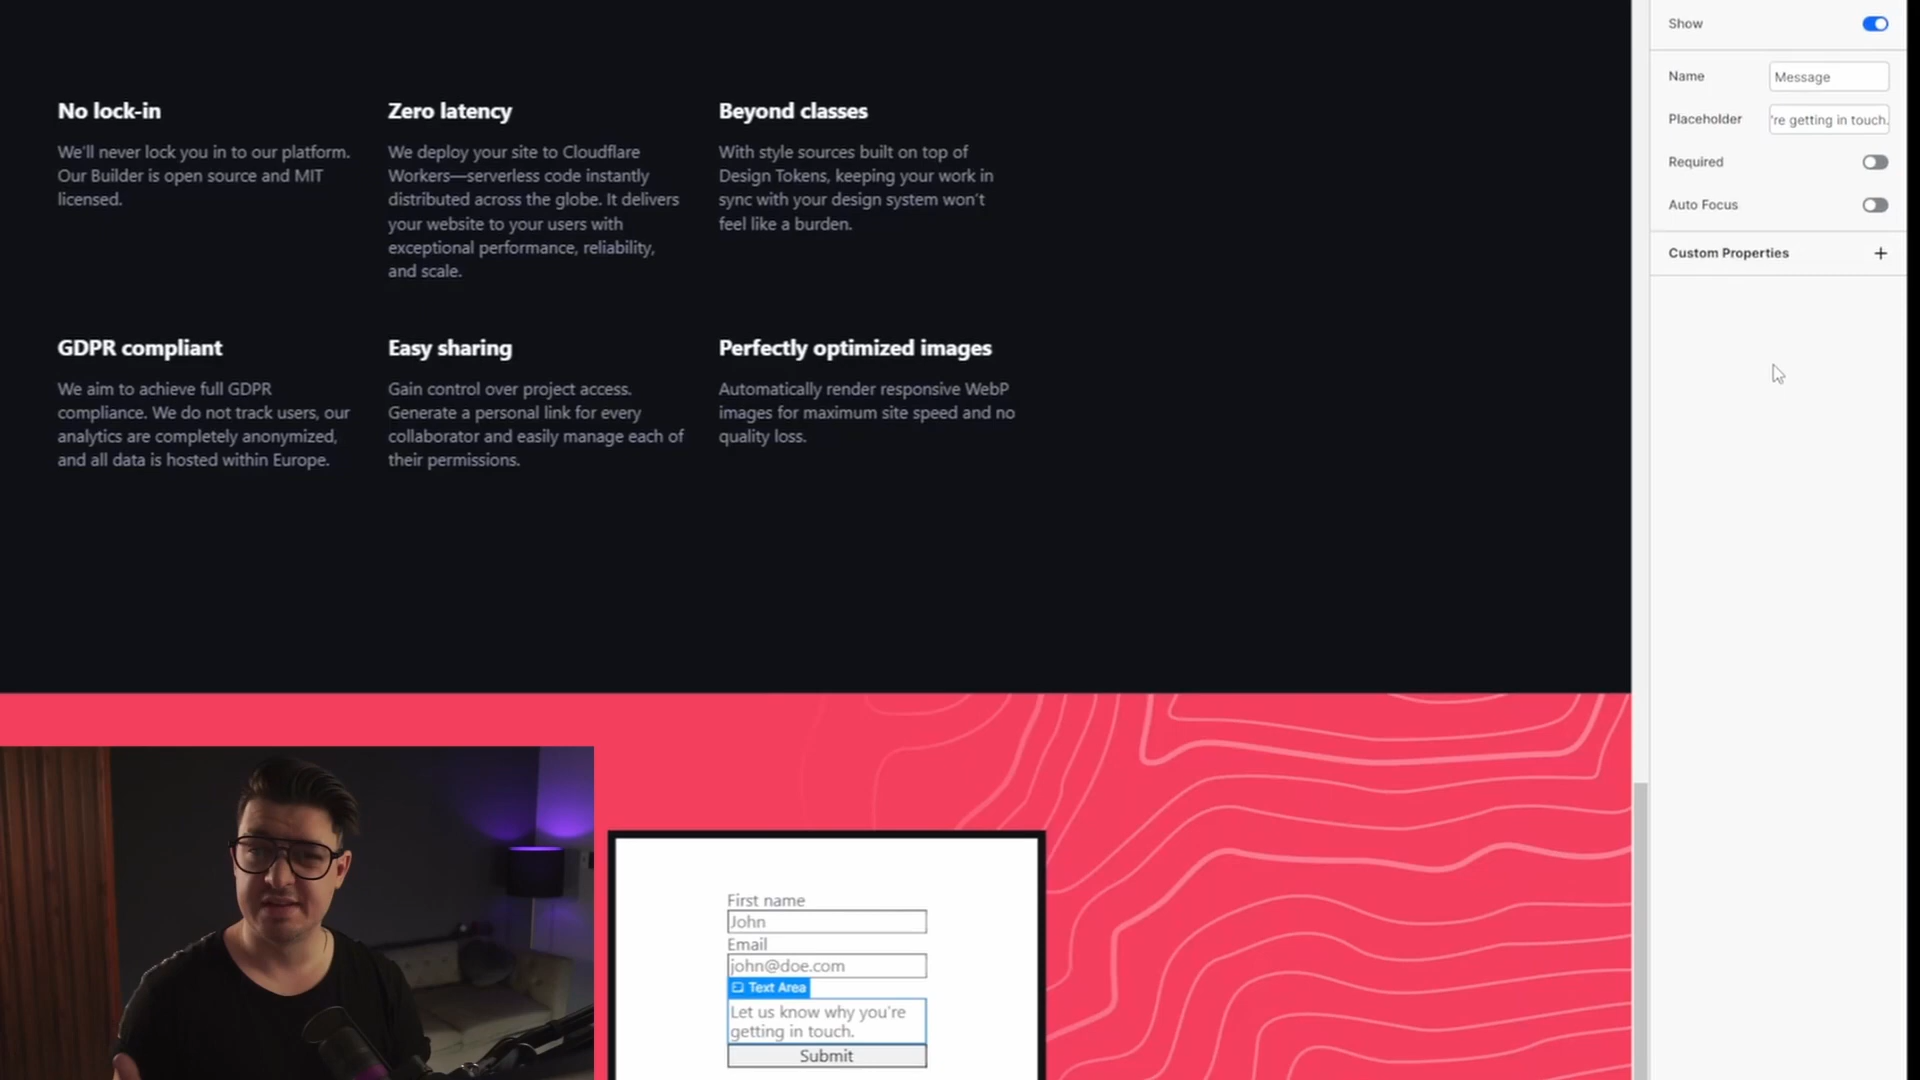 No lock-in
We'll never lock you in to our platform.
Our Builder is open source and MIT
licensed.
Zero latency
We deploy your site to Cloudflare
Workers—serverless code instantly
distributed across the globe. It delivers
your website to your users with
exceptional performance, reliability,
and scale.
Beyond classes
With style sources built on top of
Design Tokens, keeping your work in
sync with your design system won't
feel like a burden.
GDPR compliant
We aim to achieve full GDPR
compliance. We do not track users, our
analytics are completely anonymized,
and all data is hosted within Europe.
Easy sharing
Gain control over project access.
Generate a personal link for every
collaborator and easily manage each of
their permissions.
Perfectly optimized images
Automatically render responsive WebP
images for maximum site speed and no
quality loss.
First name
John
Email
john@doe.com
Text Area
Let us know why you're
getting in touch.
Submit
Show
Name
Message
Placeholder
're getting in touch.
Required
Auto Focus
Custom Properties